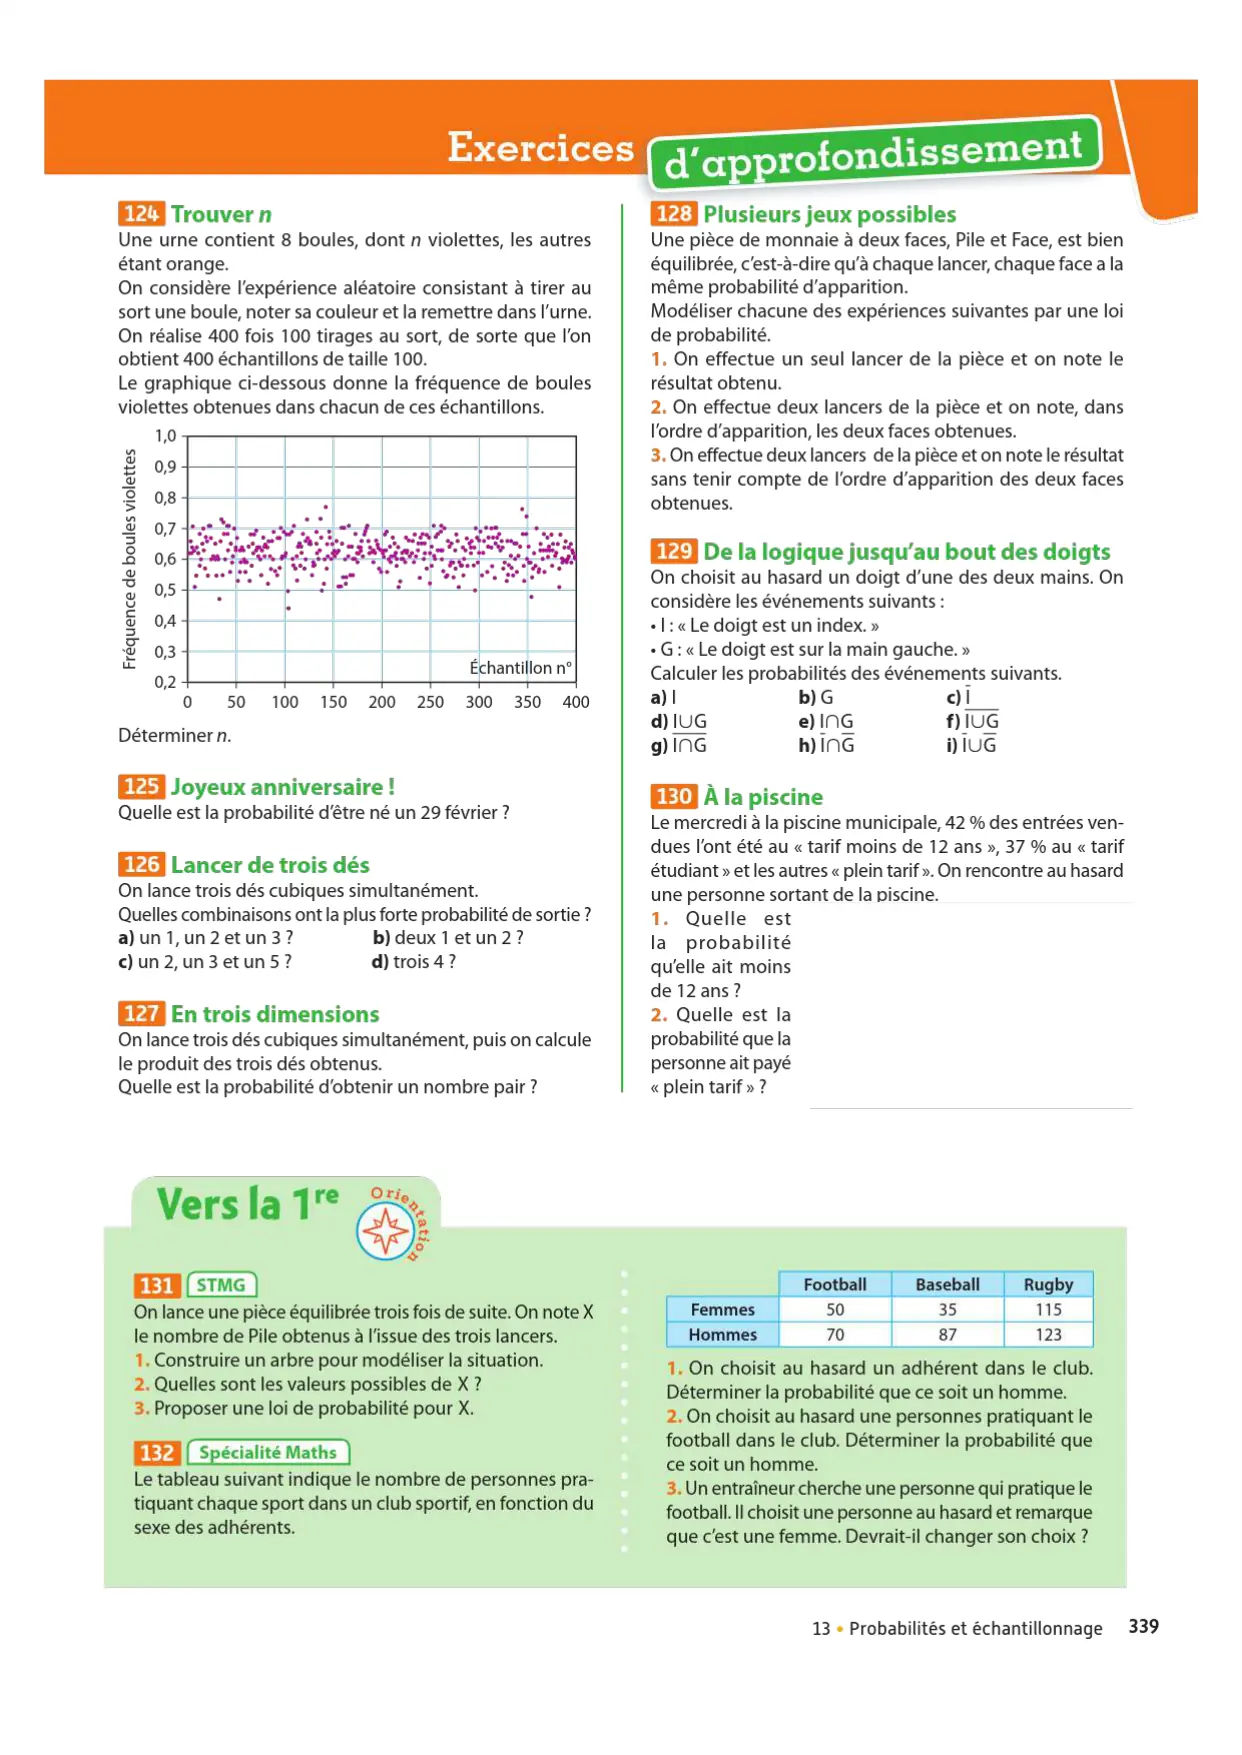 Exercices d'approfondissement
124 Trouver n
Une urne contient 8 boules, dont n violettes, les autres
étant orange.
On considère l'expérience aléatoire consistant à tirer au
sort une boule, noter sa couleur et la remettre dans l'urne.
On réalise 400 fois 100 tirages au sort, de sorte que l'on
obtient 400 échantillons de taille 100.
Le graphique ci-dessous donne la fréquence de boules
violettes obtenues dans chacun de ces échantillons.
Fréquence de boules violettes
1,0
0,9
0,8
0,7
0,6
0,5
0,4
0,3
0,2
Échantillon n°
0 50 100 150 200 250 300 350 400
Déterminer n.
125 Joyeux anniversaire !
Quelle est la probabilité d'être né un 29 février ?
126 Lancer de trois dés
On lance trois dés cubiques simultanément.
Quelles combinaisons ont la plus forte probabilité de sortie ?
a) un 1, un 2 et un 3 ? b) deux 1 et un 2 ?
c) un 2, un 3 et un 5 ? d) trois 4 ?
127 En trois dimensions
On lance trois dés cubiques simultanément, puis on calcule
le produit des trois dés obtenus.
Quelle est la probabilité d'obtenir un nombre pair ?
128 Plusieurs jeux possibles
Une pièce de monnaie à deux faces, Pile et Face, est bien
équilibrée, c'est-à-dire qu'à chaque lancer, chaque face a la
même probabilité d'apparition.
Modéliser chacune des expériences suivantes par une loi
de probabilité.
1. On effectue un seul lancer de la pièce et on note le
résultat obtenu.
2. On effectue deux lancers de la pièce et on note, dans
l'ordre d'apparition, les deux faces obtenues.
3. On effectue deux lancers de la pièce et on note le résultat
sans tenir compte de l'ordre d'apparition des deux faces
obtenues.
129 De la logique jusqu'au bout des doigts
On choisit au hasard un doigt d'une des deux mains. On
considère les événements suivants :
• I : « Le doigt est un index. »
• G : « Le doigt est sur la main gauche. »
Calculer les probabilités des événements suivants.
a) I b) G c) Ī
d) I∪G e) I∩G f) I̅∪̅G̅
g) I̅∩̅G̅ h) Ī∩G̅ i) Ī∪G̅
130 À la piscine
Le mercredi à la piscine municipale, 42 % des entrées ven-
dues l'ont été au « tarif moins de 12 ans », 37 % au « tarif
étudiant » et les autres « plein tarif ». On rencontre au hasard
une personne sortant de la piscine.
1. Quelle est
la probabilité
qu'elle ait moins
de 12 ans ?
2. Quelle est la
probabilité que la
personne ait payé
« plein tarif » ?
Vers la 1re
Orientation
131 STMG
On lance une pièce équilibrée trois fois de suite. On note X
le nombre de Pile obtenus à l'issue des trois lancers.
1. Construire un arbre pour modéliser la situation.
2. Quelles sont les valeurs possibles de X ?
3. Proposer une loi de probabilité pour X.
132 Spécialité Maths
Le tableau suivant indique le nombre de personnes pra-
tiquant chaque sport dans un club sportif, en fonction du
sexe des adhérents.
Football Baseball Rugby
Femmes 50 35 115
Hommes 70 87 123
1. On choisit au hasard un adhérent dans le club.
Déterminer la probabilité que ce soit un homme.
2. On choisit au hasard une personnes pratiquant le
football dans le club. Déterminer la probabilité que
ce soit un homme.
3. Un entraîneur cherche une personne qui pratique le
football. Il choisit une personne au hasard et remarque
que c'est une femme. Devrait-il changer son choix ?
13 • Probabilités et échantillonnage 339